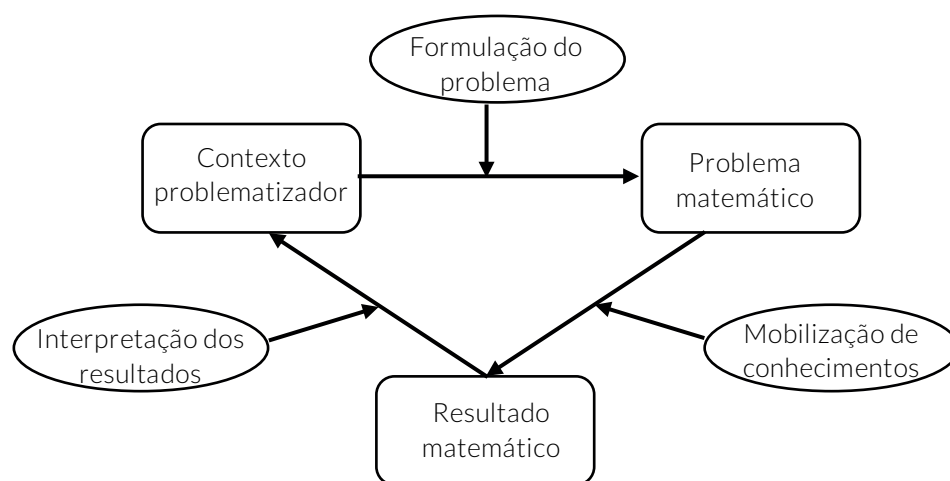 Formulação do
problema
Contexto
problematizador
Problema
matemático
Interpretação dos
resultados
Mobilização de
conhecimentos
Resultado
matemático